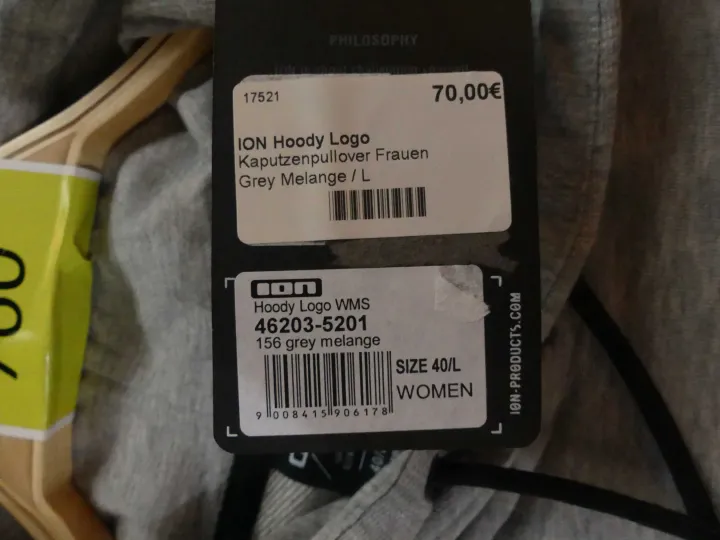 PHILOSOPHY
17521
70,00€
ION Hoody Logo
Kaputzenpullover Frauen
Grey Melange / L
ION
Hoody Logo WMS
46203-5201
156 grey melange
SIZE 40/L
WOMEN
9 008415 906178
ION-PRODUCTS.COM